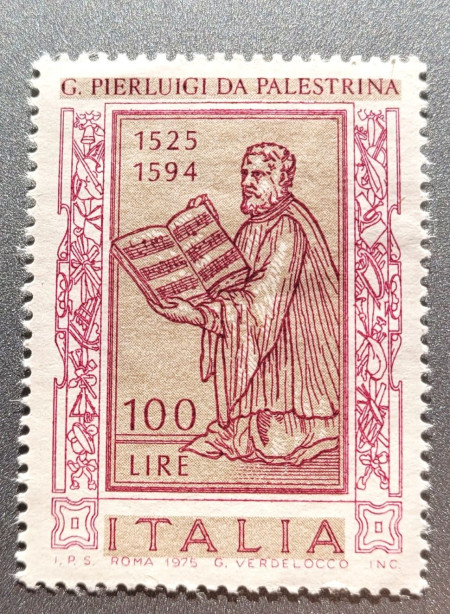 G. PIERLUIGI DA PALESTRINA
1525
1594
100
LIRE
ITALIA
I.P.S. ROMA 1975 G. VERDELOCCO INC.